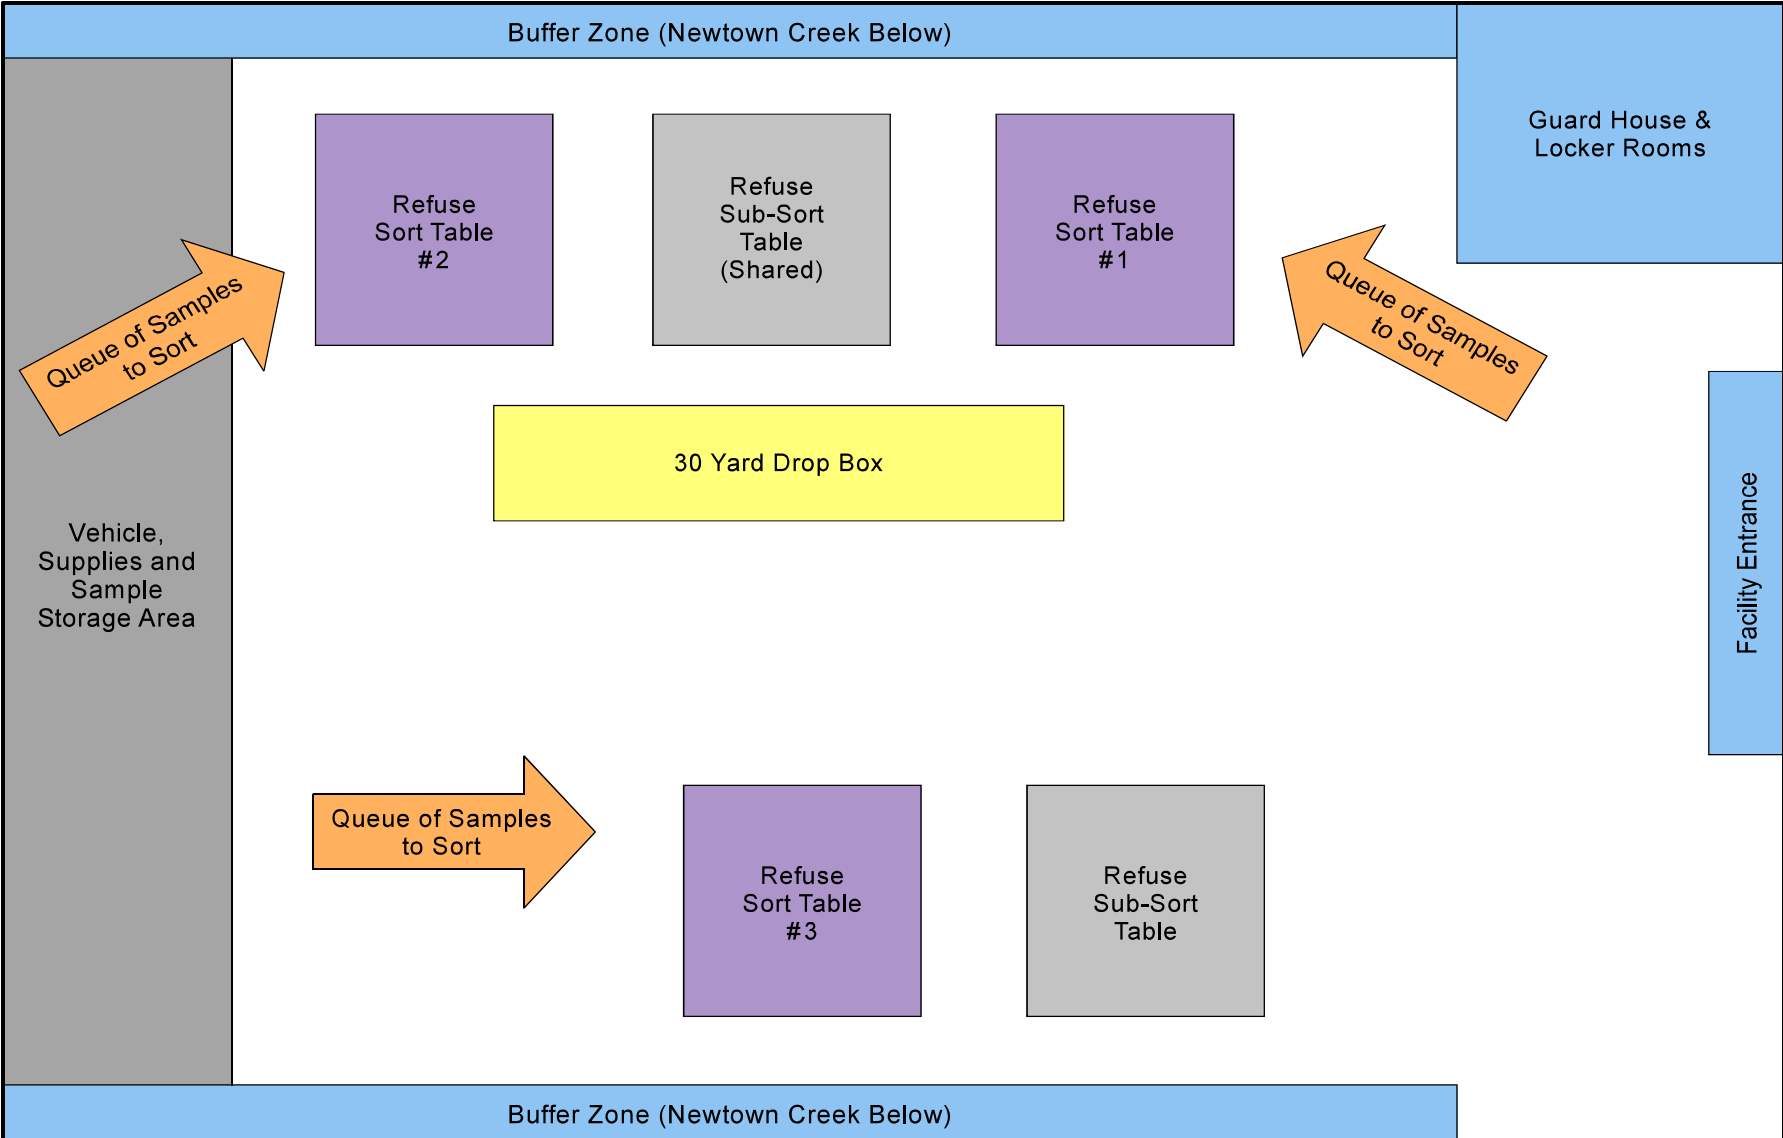 Buffer Zone (Newtown Creek Below)
Guard House &
Locker Rooms
Refuse
Sort Table
#2
Refuse
Sub-Sort
Table
(Shared)
Refuse
Sort Table
#1
Queue of Samples
to Sort
Queue of Samples
to Sort
30 Yard Drop Box
Vehicle,
Supplies and
Sample
Storage Area
Facility Entrance
Queue of Samples
to Sort
Refuse
Sort Table
#3
Refuse
Sub-Sort
Table
Buffer Zone (Newtown Creek Below)